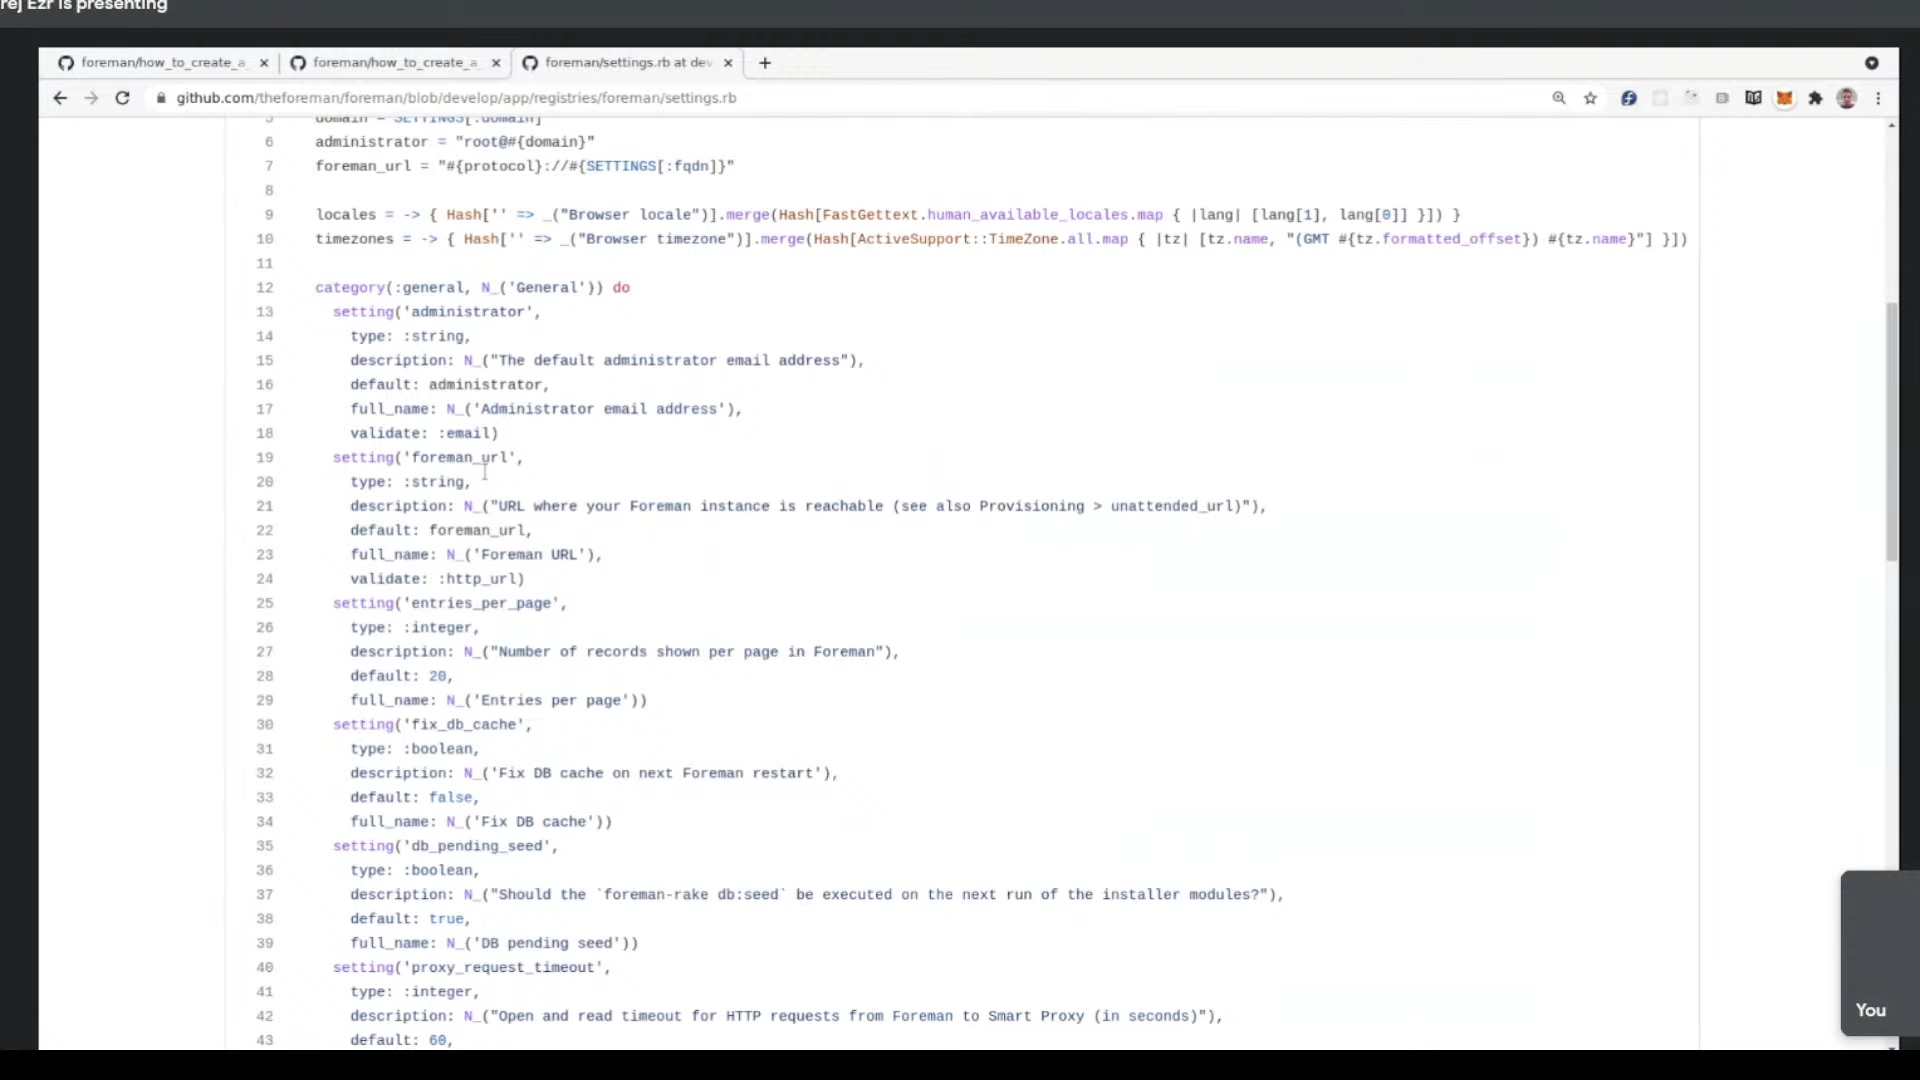 rej Ezr is presenting
foreman/how_to_create_a
foreman/how_to_create_a
foreman/settings.rb at dev
github.com/theforeman/foreman/blob/develop/app/registries/foreman/settings.rb
5 domain = SETTINGS[:domain]
6 administrator = "root@#{domain}"
7 foreman_url = "#{protocol}://#{SETTINGS[:fqdn]}"
8
9 locales = -> { Hash['' => _("Browser locale")].merge(Hash[FastGettext.human_available_locales.map { |lang| [lang[1], lang[0]] }]) }
10 timezones = -> { Hash['' => _("Browser timezone")].merge(Hash[ActiveSupport::TimeZone.all.map { |tz| [tz.name, "(GMT #{tz.formatted_offset}) #{tz.name}"] }])
11
12 category(:general, N_('General')) do
13 setting('administrator',
14 type: :string,
15 description: N_("The default administrator email address"),
16 default: administrator,
17 full_name: N_('Administrator email address'),
18 validate: :email)
19 setting('foreman_url',
20 type: :string,
21 description: N_("URL where your Foreman instance is reachable (see also Provisioning > unattended_url)"),
22 default: foreman_url,
23 full_name: N_('Foreman URL'),
24 validate: :http_url)
25 setting('entries_per_page',
26 type: :integer,
27 description: N_("Number of records shown per page in Foreman"),
28 default: 20,
29 full_name: N_('Entries per page'))
30 setting('fix_db_cache',
31 type: :boolean,
32 description: N_('Fix DB cache on next Foreman restart'),
33 default: false,
34 full_name: N_('Fix DB cache'))
35 setting('db_pending_seed',
36 type: :boolean,
37 description: N_("Should the `foreman-rake db:seed` be executed on the next run of the installer modules?"),
38 default: true,
39 full_name: N_('DB pending seed'))
40 setting('proxy_request_timeout',
41 type: :integer,
42 description: N_("Open and read timeout for HTTP requests from Foreman to Smart Proxy (in seconds)"),
43 default: 60,
You